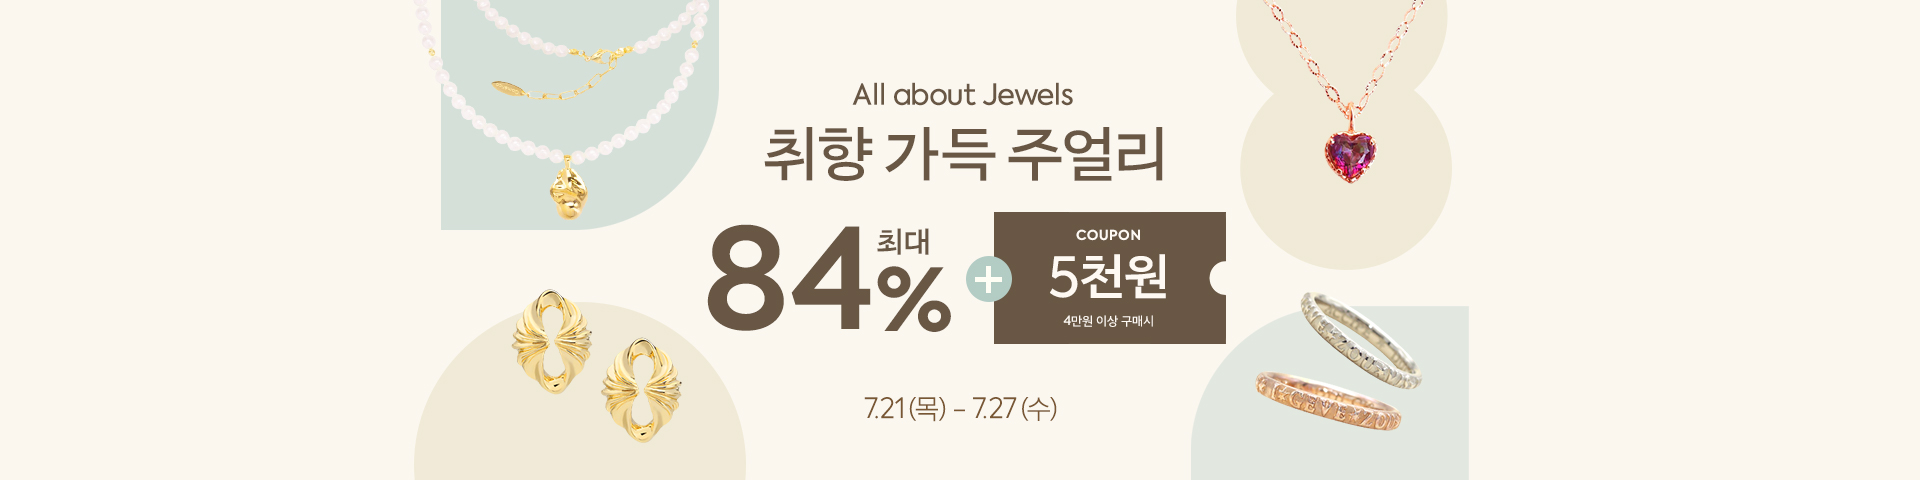 All about Jewels
취향 가득 주얼리
최대
84%
COUPON
5천원
4만원 이상 구매시
7.21(목) – 7.27(수)